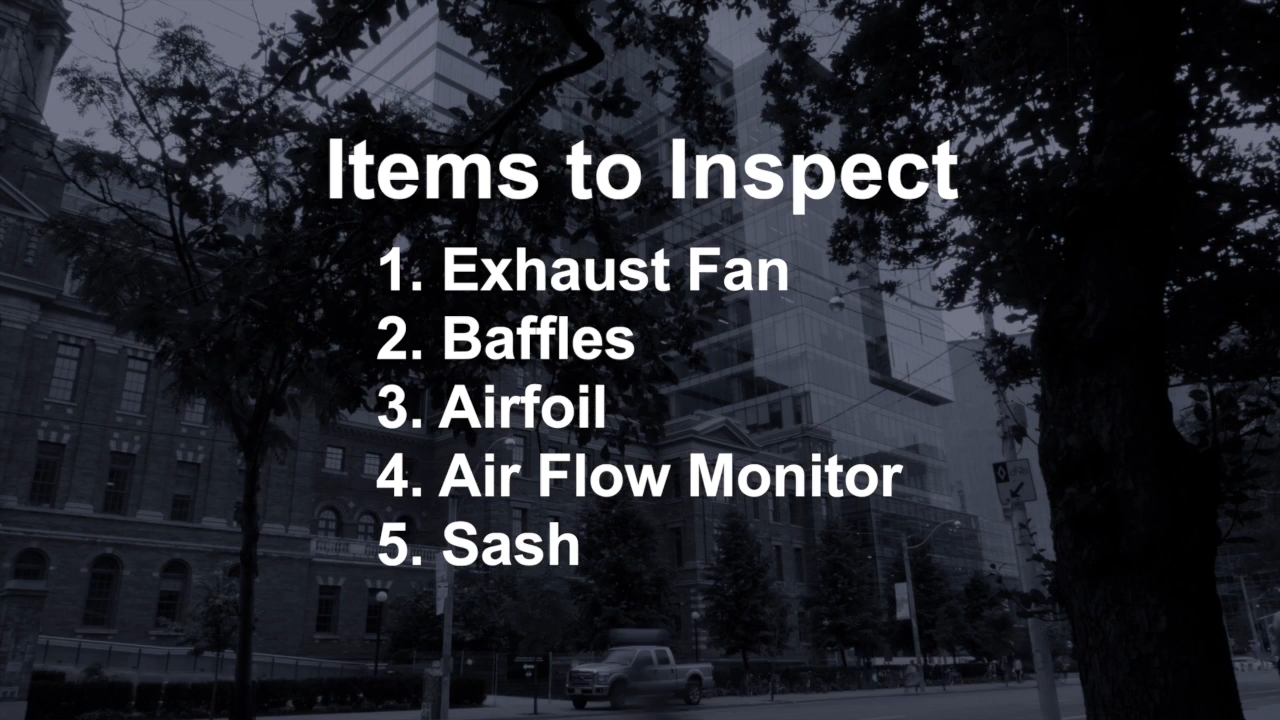 Items to Inspect
1. Exhaust Fan
2. Baffles
3. Airfoil
4. Air Flow Monitor
5. Sash